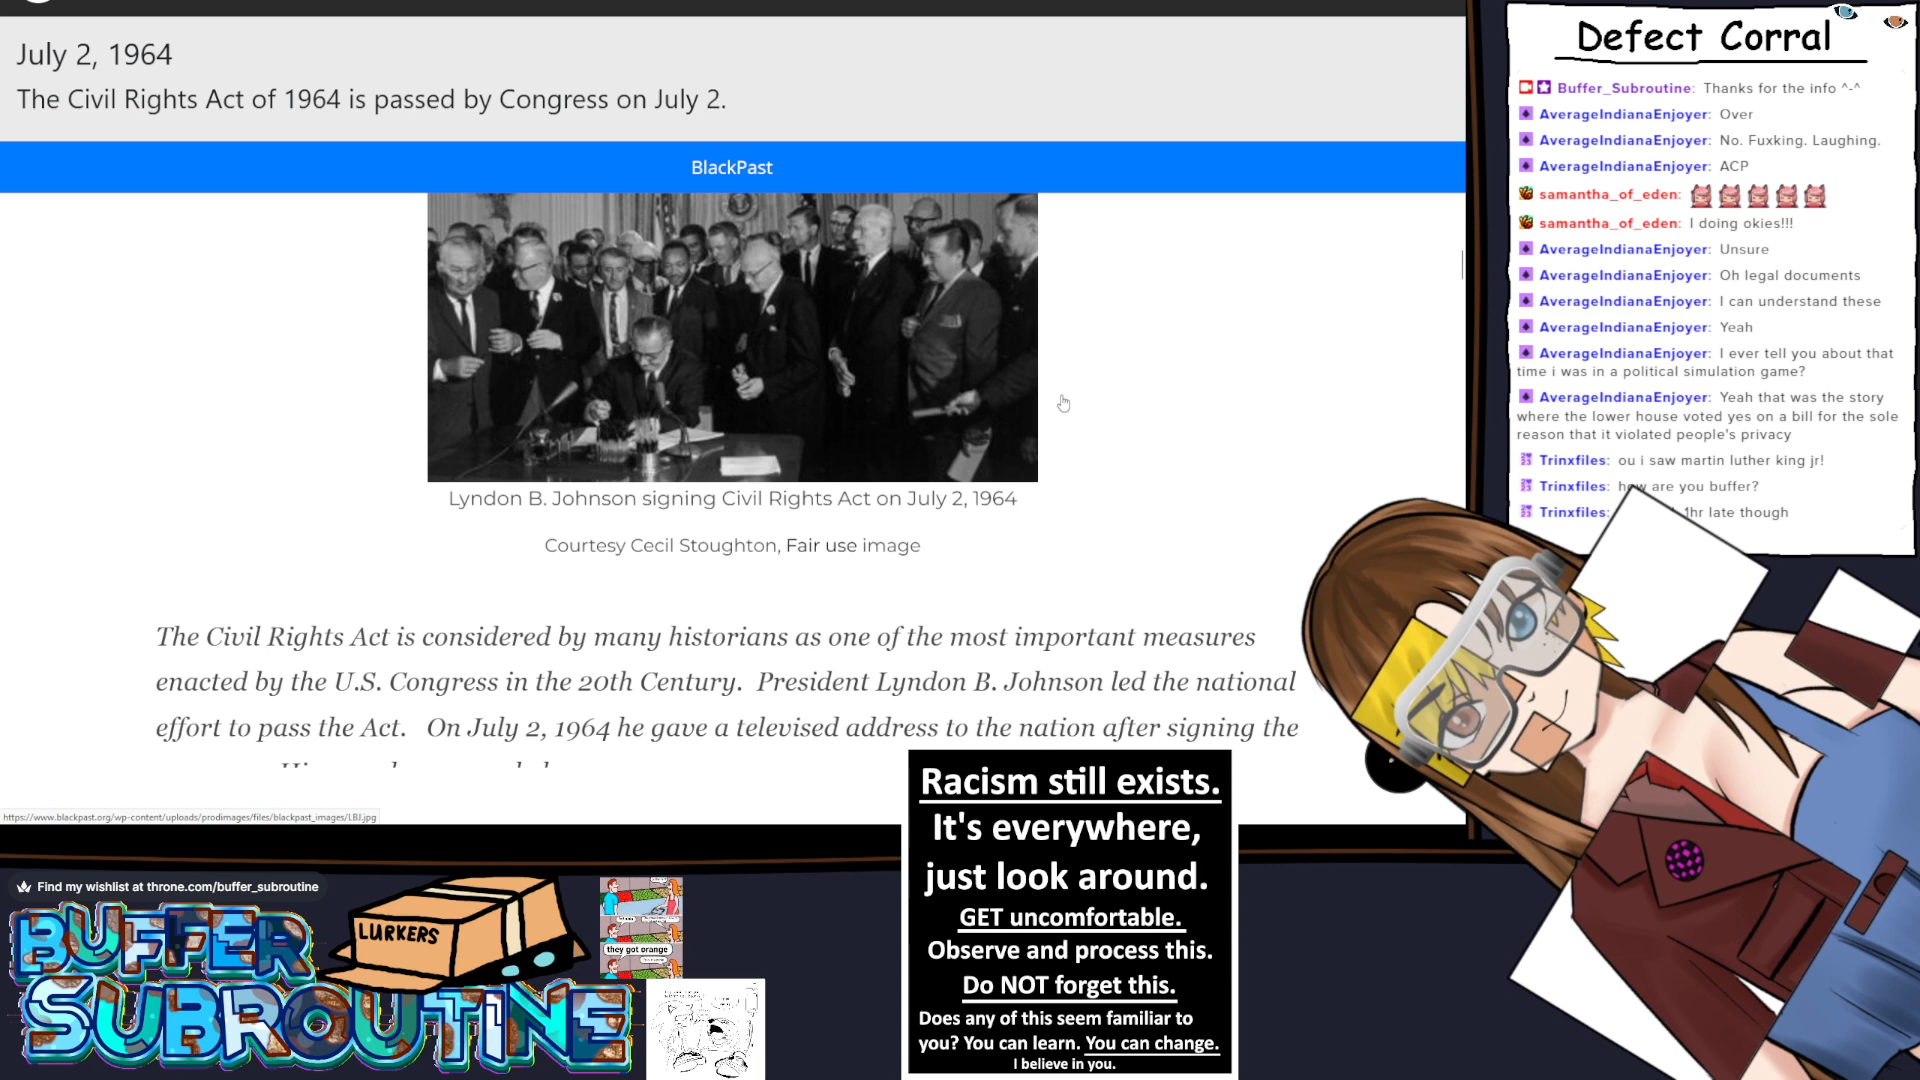 July 2, 1964
The Civil Rights Act of 1964 is passed by Congress on July 2.
BlackPast
Lyndon B. Johnson signing Civil Rights Act on July 2, 1964
Courtesy Cecil Stoughton, Fair use image
The Civil Rights Act is considered by many historians as one of the most important measures
enacted by the U.S. Congress in the 20th Century. President Lyndon B. Johnson led the national
effort to pass the Act. On July 2, 1964 he gave a televised address to the nation after signing the
https://www.blackpast.org/wp-content/uploads/prodimages/files/blackpast_images/LBJ.jpg
Defect Corral
Buffer_Subroutine: Thanks for the info ^-^
AverageIndianaEnjoyer: Over
AverageIndianaEnjoyer: No. Fuxking. Laughing.
AverageIndianaEnjoyer: ACP
samantha_of_eden:
samantha_of_eden: I doing okies!!!
AverageIndianaEnjoyer: Unsure
AverageIndianaEnjoyer: Oh legal documents
AverageIndianaEnjoyer: I can understand these
AverageIndianaEnjoyer: Yeah
AverageIndianaEnjoyer: I ever tell you about that
time i was in a political simulation game?
AverageIndianaEnjoyer: Yeah that was the story
where the lower house voted yes on a bill for the sole
reason that it violated people's privacy
Trinxfiles: ou i saw martin luther king jr!
Trinxfiles: how are you buffer?
Trinxfiles: 1hr late though
Find my wishlist at throne.com/buffer_subroutine
BUFFER
SUBROUTINE
LURKERS
they got orange
Racism still exists.
It's everywhere,
just look around.
GET uncomfortable.
Observe and process this.
Do NOT forget this.
Does any of this seem familiar to
you? You can learn. You can change.
I believe in you.